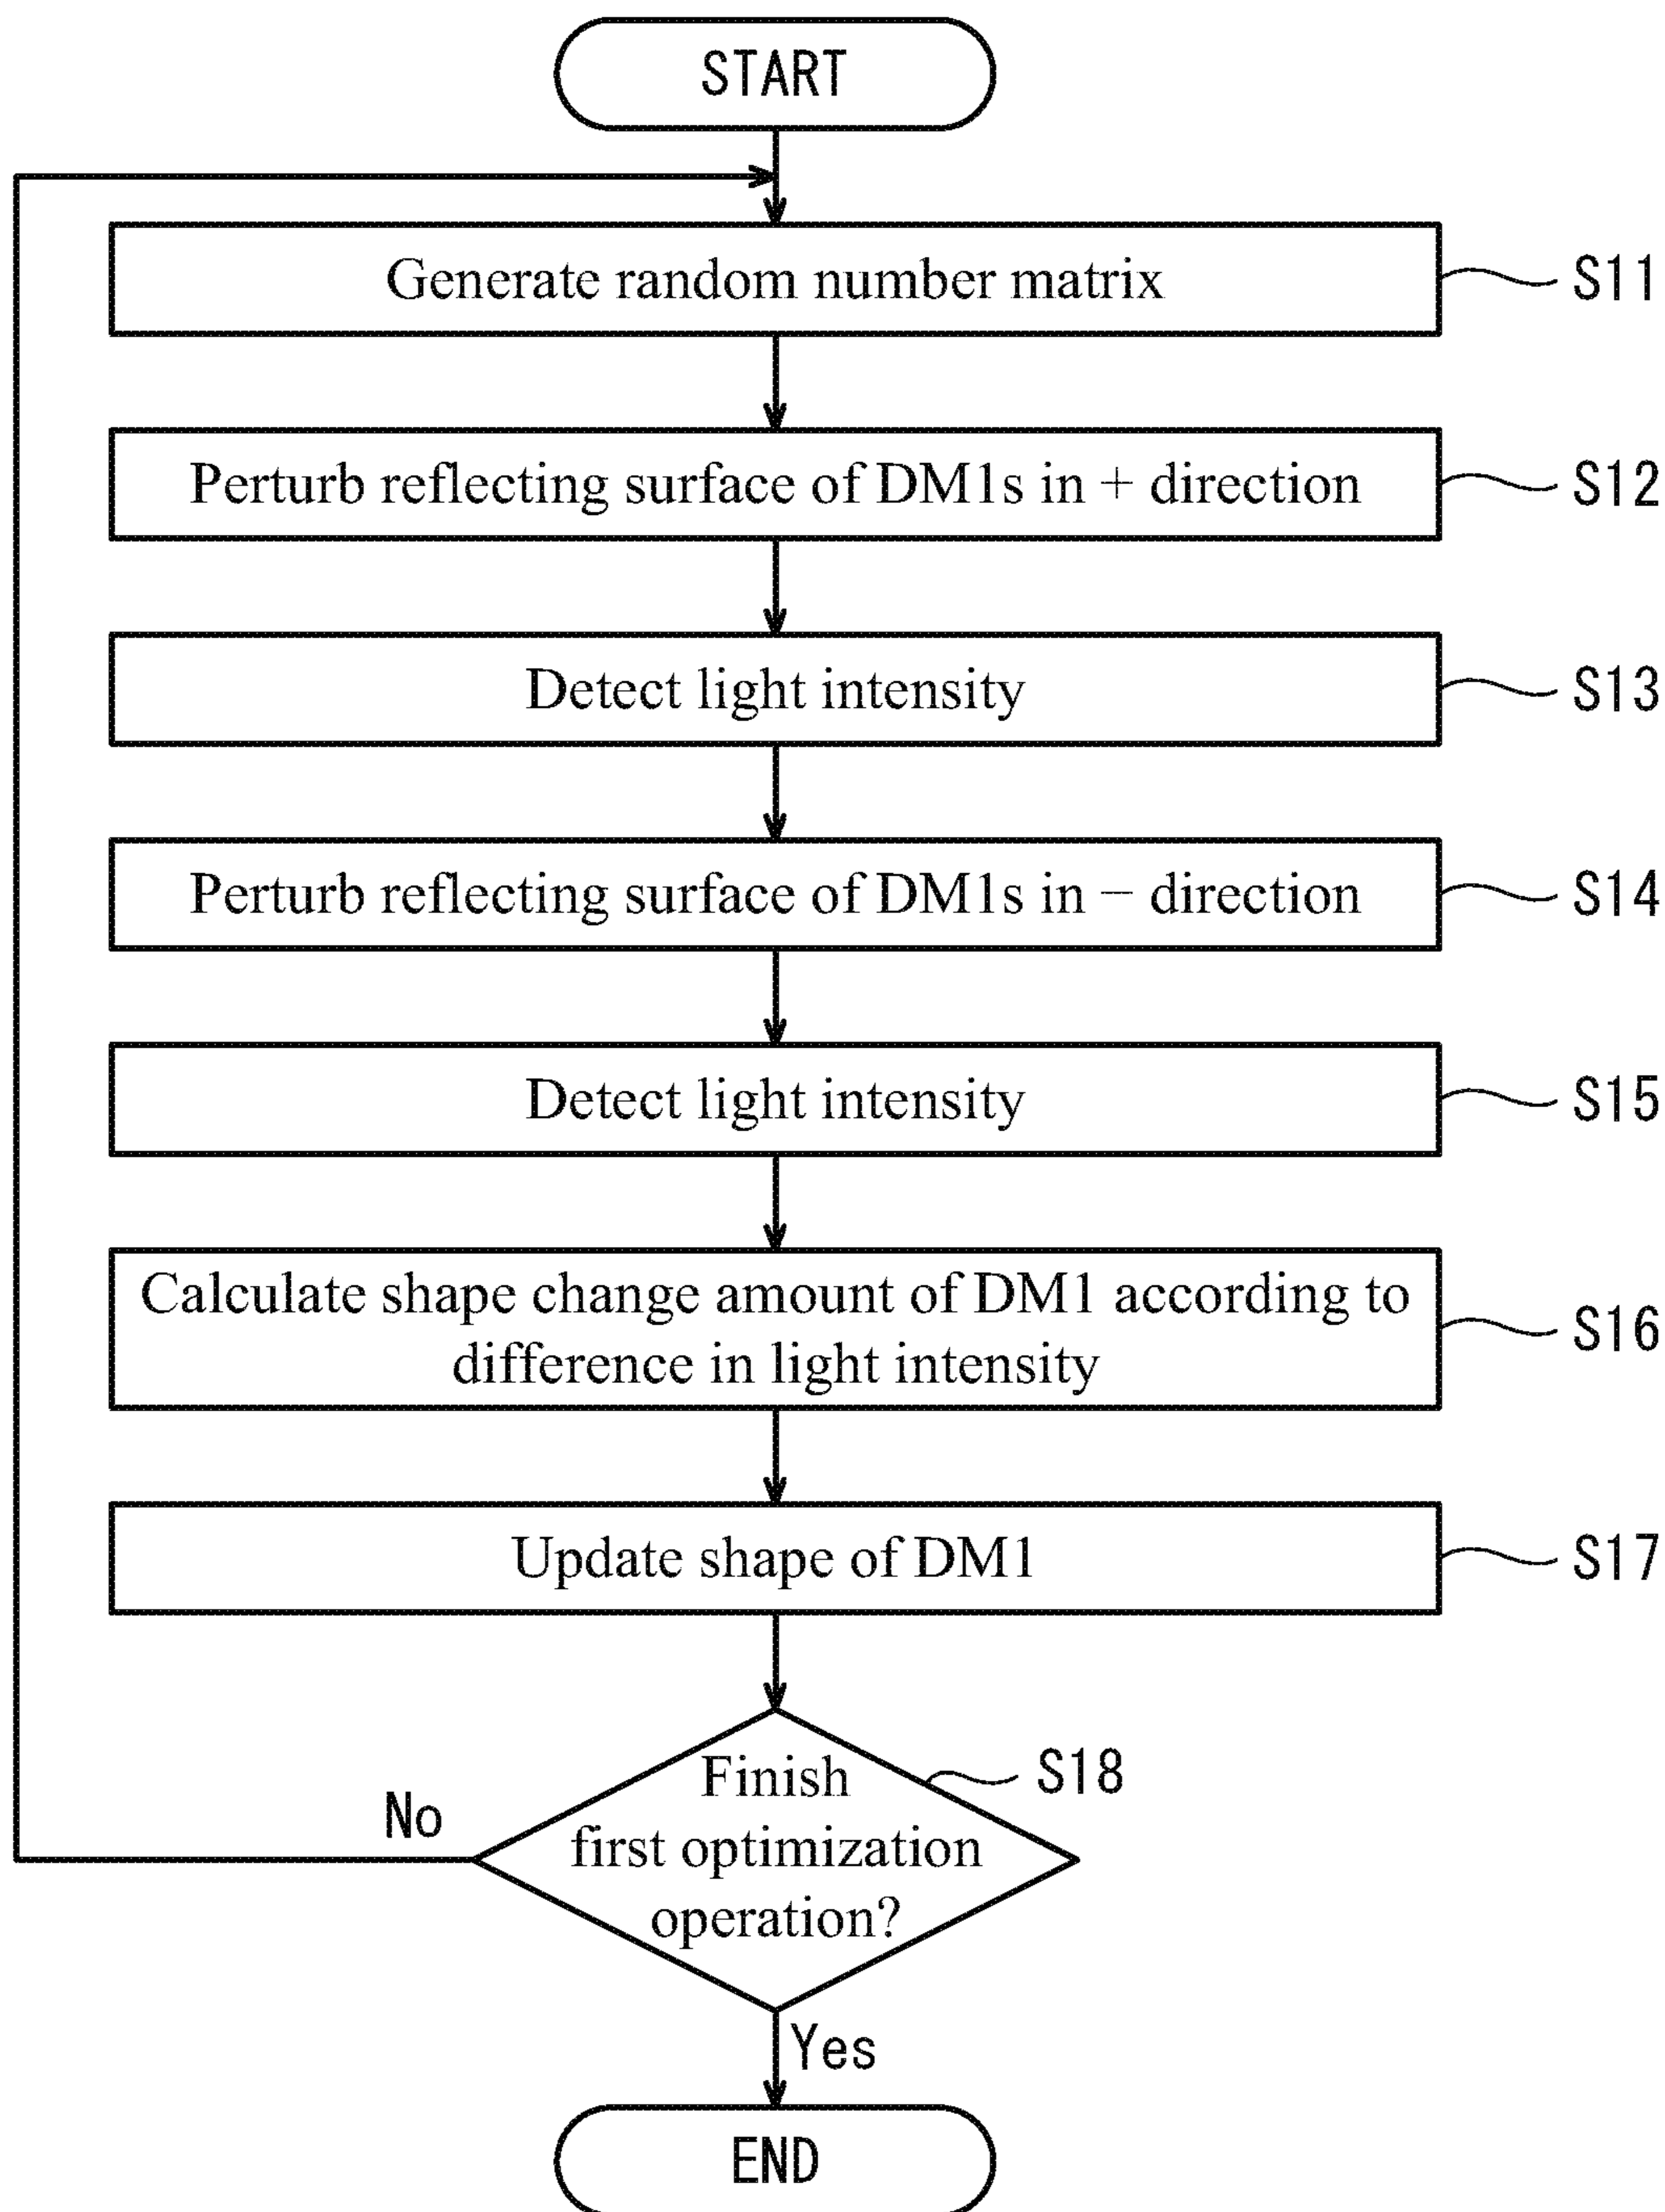 START
Generate random number matrix
S11
Perturb reflecting surface of DM1s in + direction
S12
Detect light intensity
S13
Perturb reflecting surface of DM1s in − direction
S14
Detect light intensity
S15
Calculate shape change amount of DM1 according to
difference in light intensity
S16
Update shape of DM1
S17
Finish
first optimization
operation?
S18
No
Yes
END